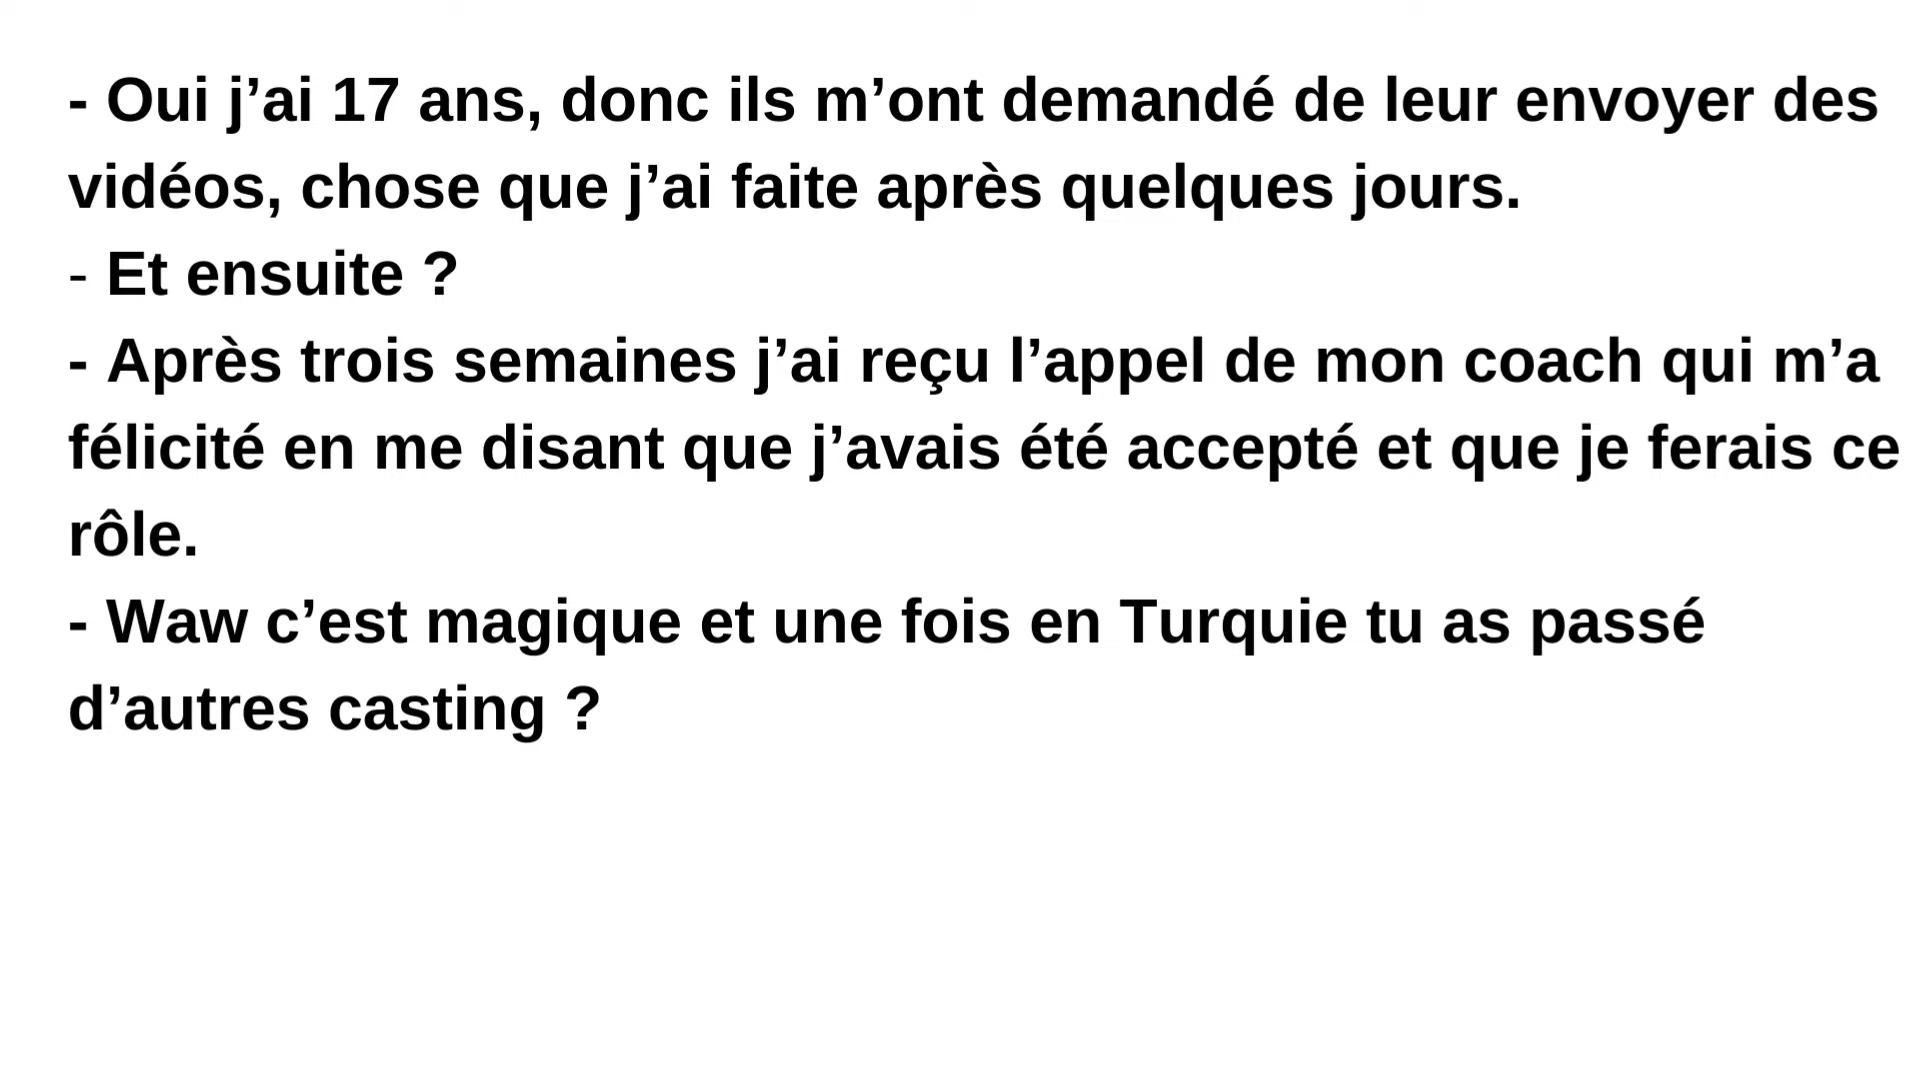 - Oui j’ai 17 ans, donc ils m’ont demandé de leur envoyer des
vidéos, chose que j’ai faite après quelques jours.
- Et ensuite ?
- Après trois semaines j’ai reçu l’appel de mon coach qui m’a
félicité en me disant que j’avais été accepté et que je ferais ce
rôle.
- Waw c’est magique et une fois en Turquie tu as passé
d’autres casting ?